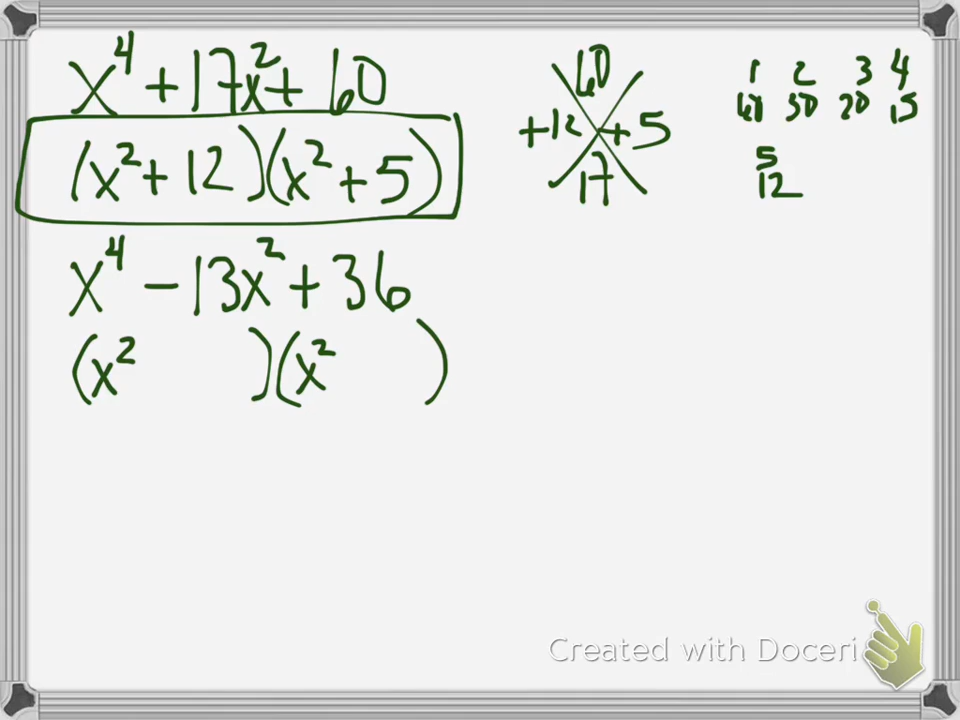 x⁴ + 17x² + 60
(x² + 12)(x² + 5)
x⁴ - 13x² + 36
(x² )(x² )
60
+12 +5
17
1 2 3 4
60 30 20 15
5
12
Created with Doceri